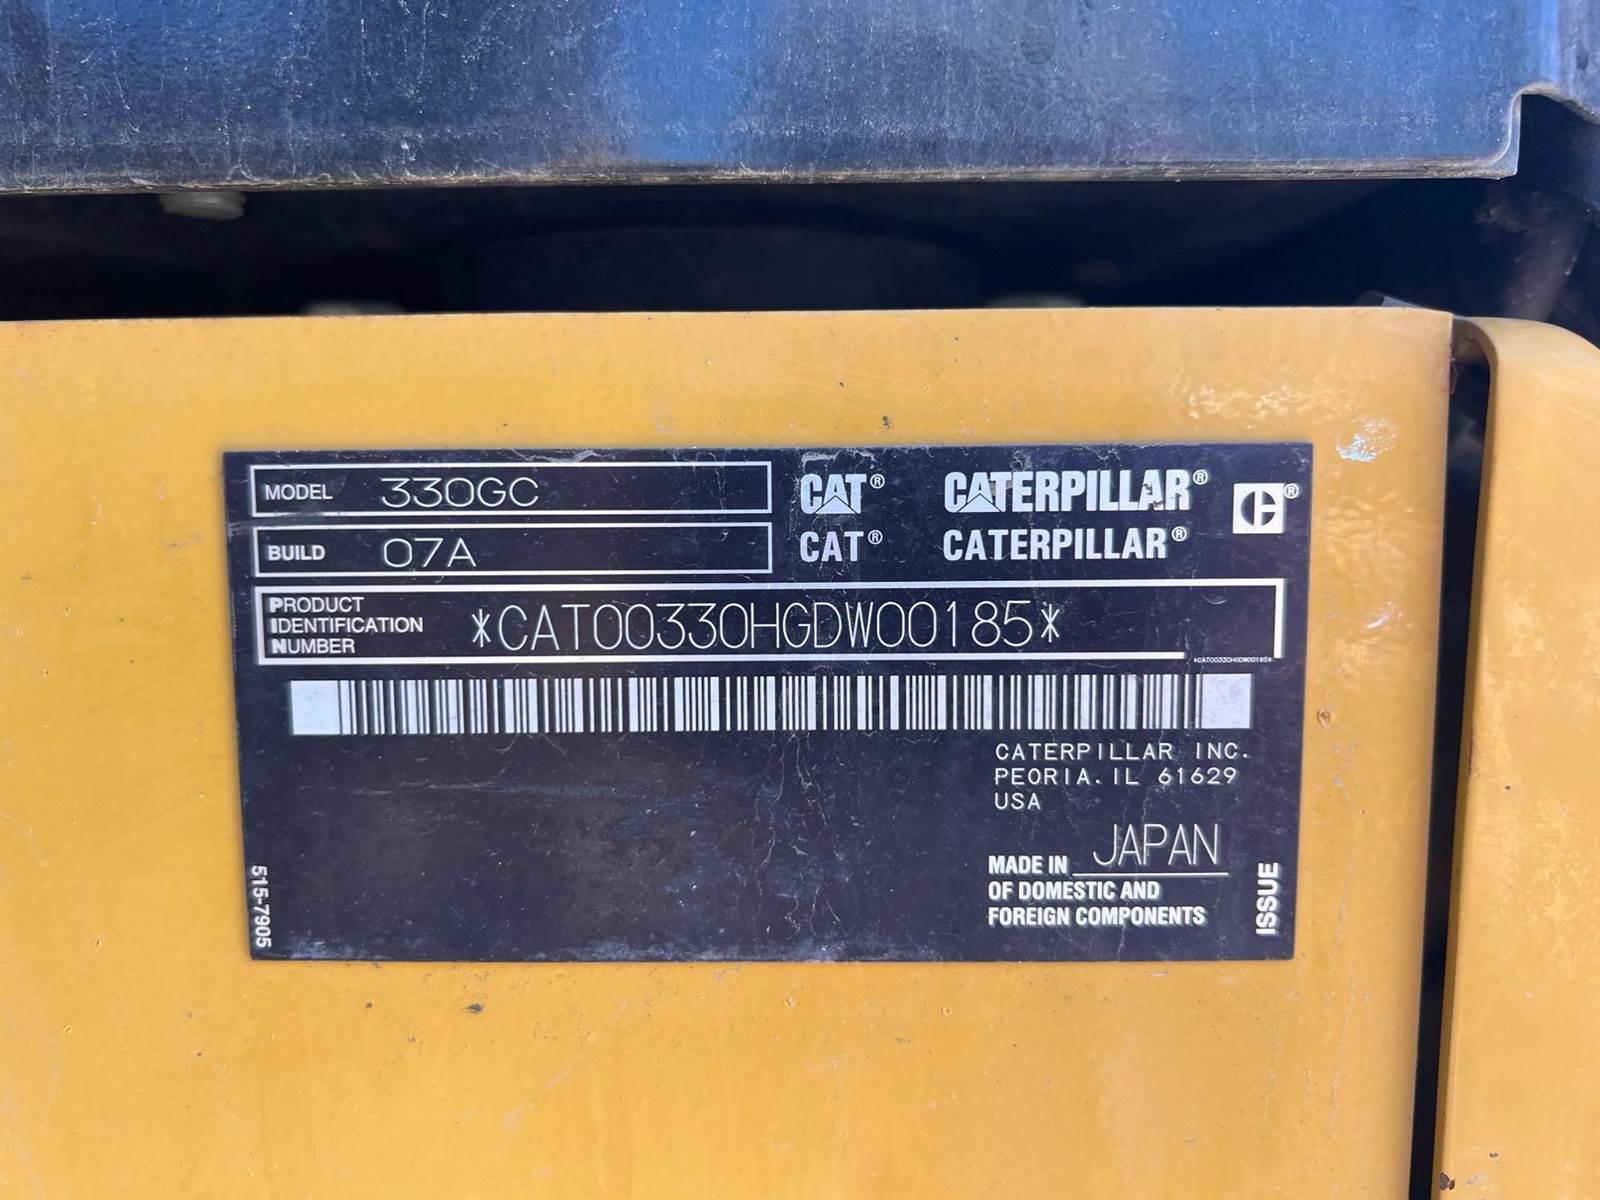 MODEL 330GC
BUILD 07A
CAT® CATERPILLAR® C®
CAT® CATERPILLAR®
PRODUCT
IDENTIFICATION
NUMBER
*CAT00330HGDW00185*
*CAT00330HGDW00185*
CATERPILLAR INC.
PEORIA. IL 61629
USA
MADE IN JAPAN
OF DOMESTIC AND
FOREIGN COMPONENTS
515-7905
ISSUE